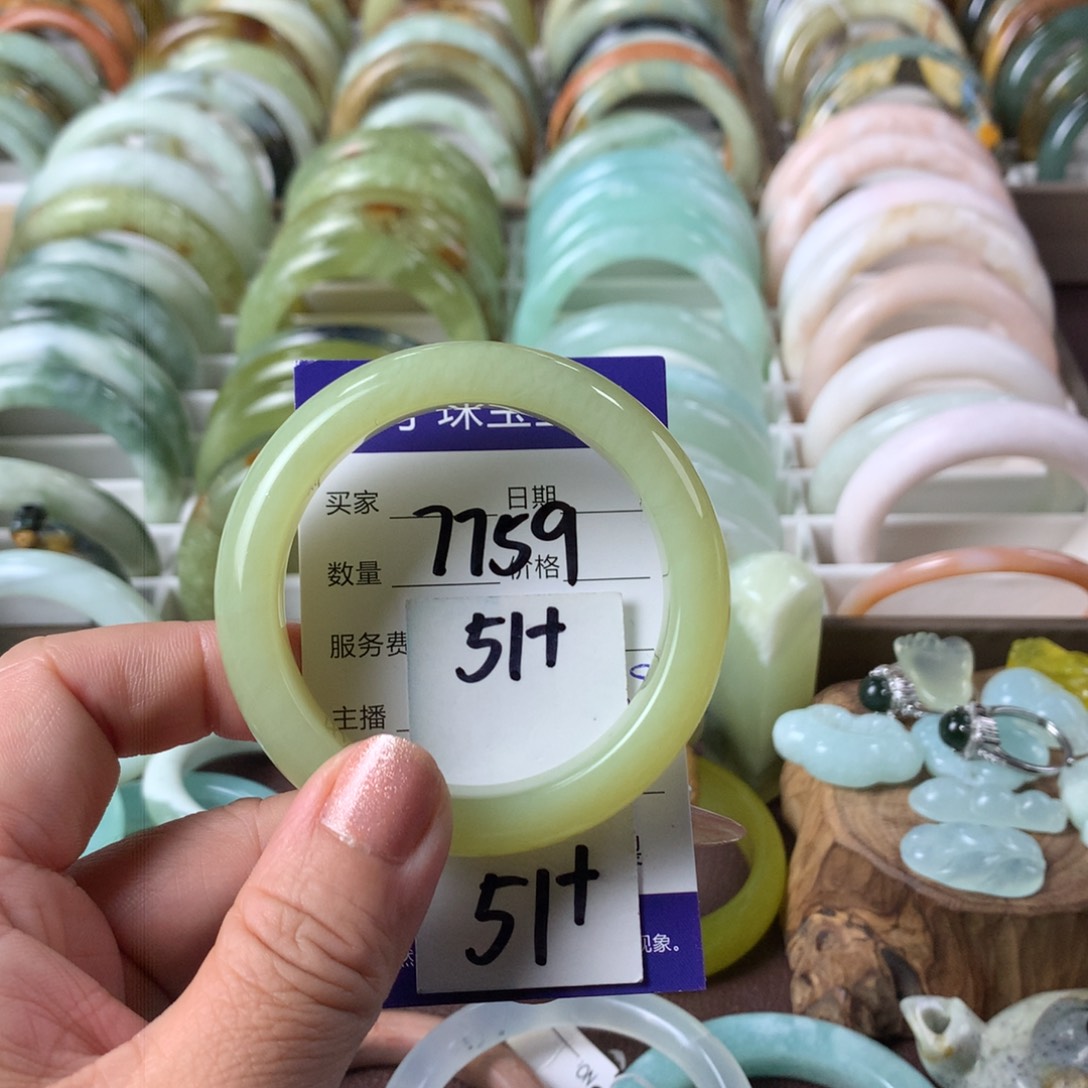 珠宝
买家 日期
7759
数量 价格
51+
服务费
主播
51+
现象。